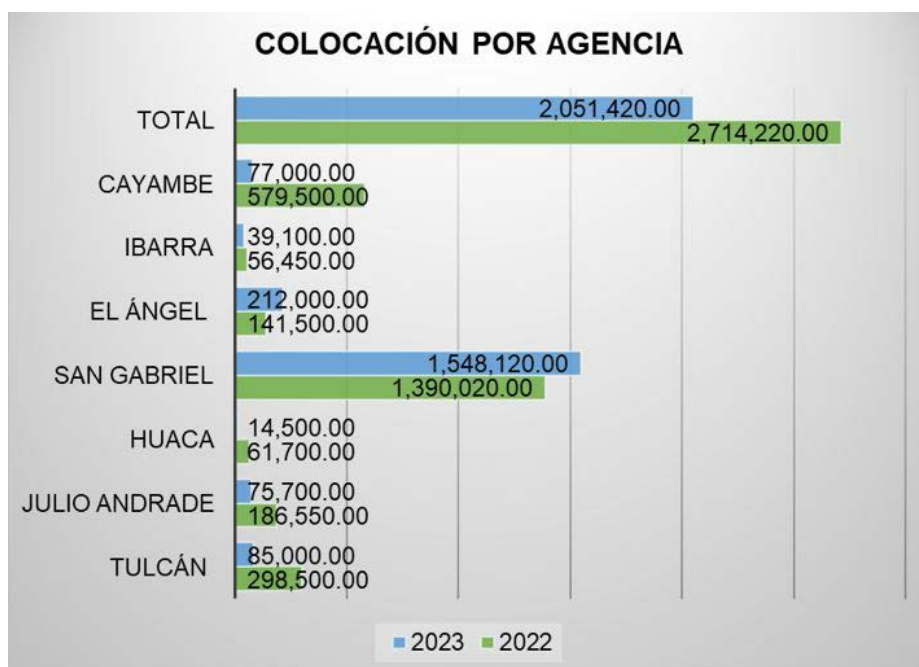 COLOCACIÓN POR AGENCIA
TOTAL
2,051,420.00
2,714,220.00
CAYAMBE
77,000.00
579,500.00
IBARRA
39,100.00
56,450.00
EL ÁNGEL
212,000.00
141,500.00
SAN GABRIEL
1,548,120.00
1,390,020.00
HUACA
14,500.00
61,700.00
JULIO ANDRADE
75,700.00
186,550.00
TULCÁN
85,000.00
298,500.00
2023 2022